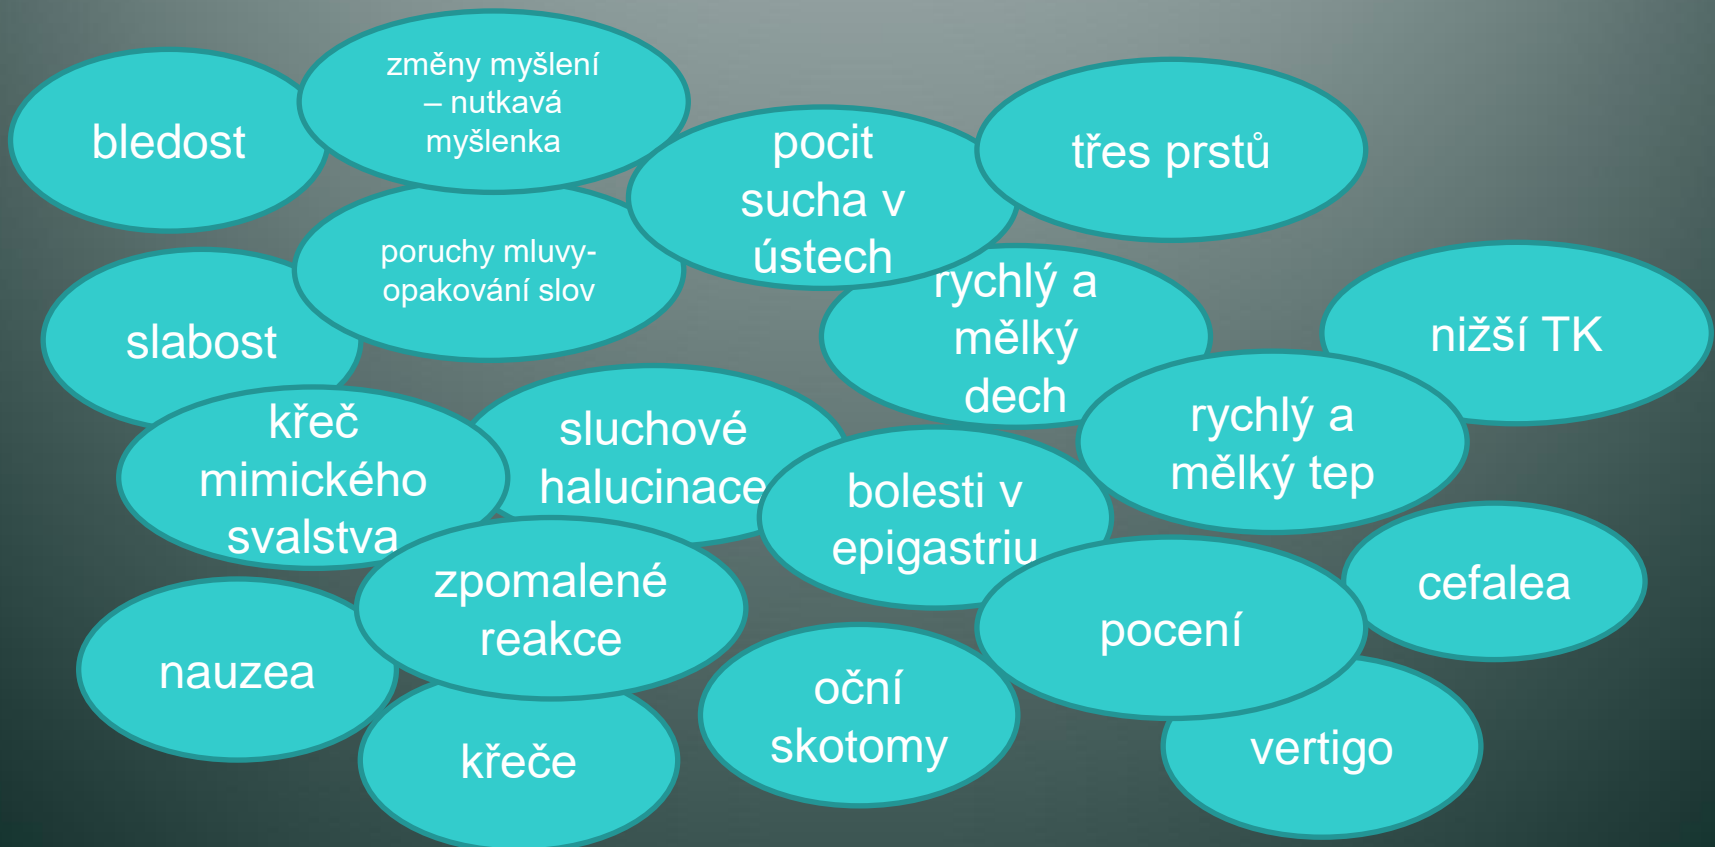 bledost
změny myšlení
– nutkavá
myšlenka
pocit
sucha v
ústech
třes prstů
slabost
poruchy mluvy-
opakování slov
rychlý a
mělký
dech
nižší TK
křeč
mimického
svalstva
sluchové
halucinace
bolesti v
epigastriu
rychlý a
mělký tep
nauzea
zpomalené
reakce
pocení
cefalea
křeče
oční
skotomy
vertigo